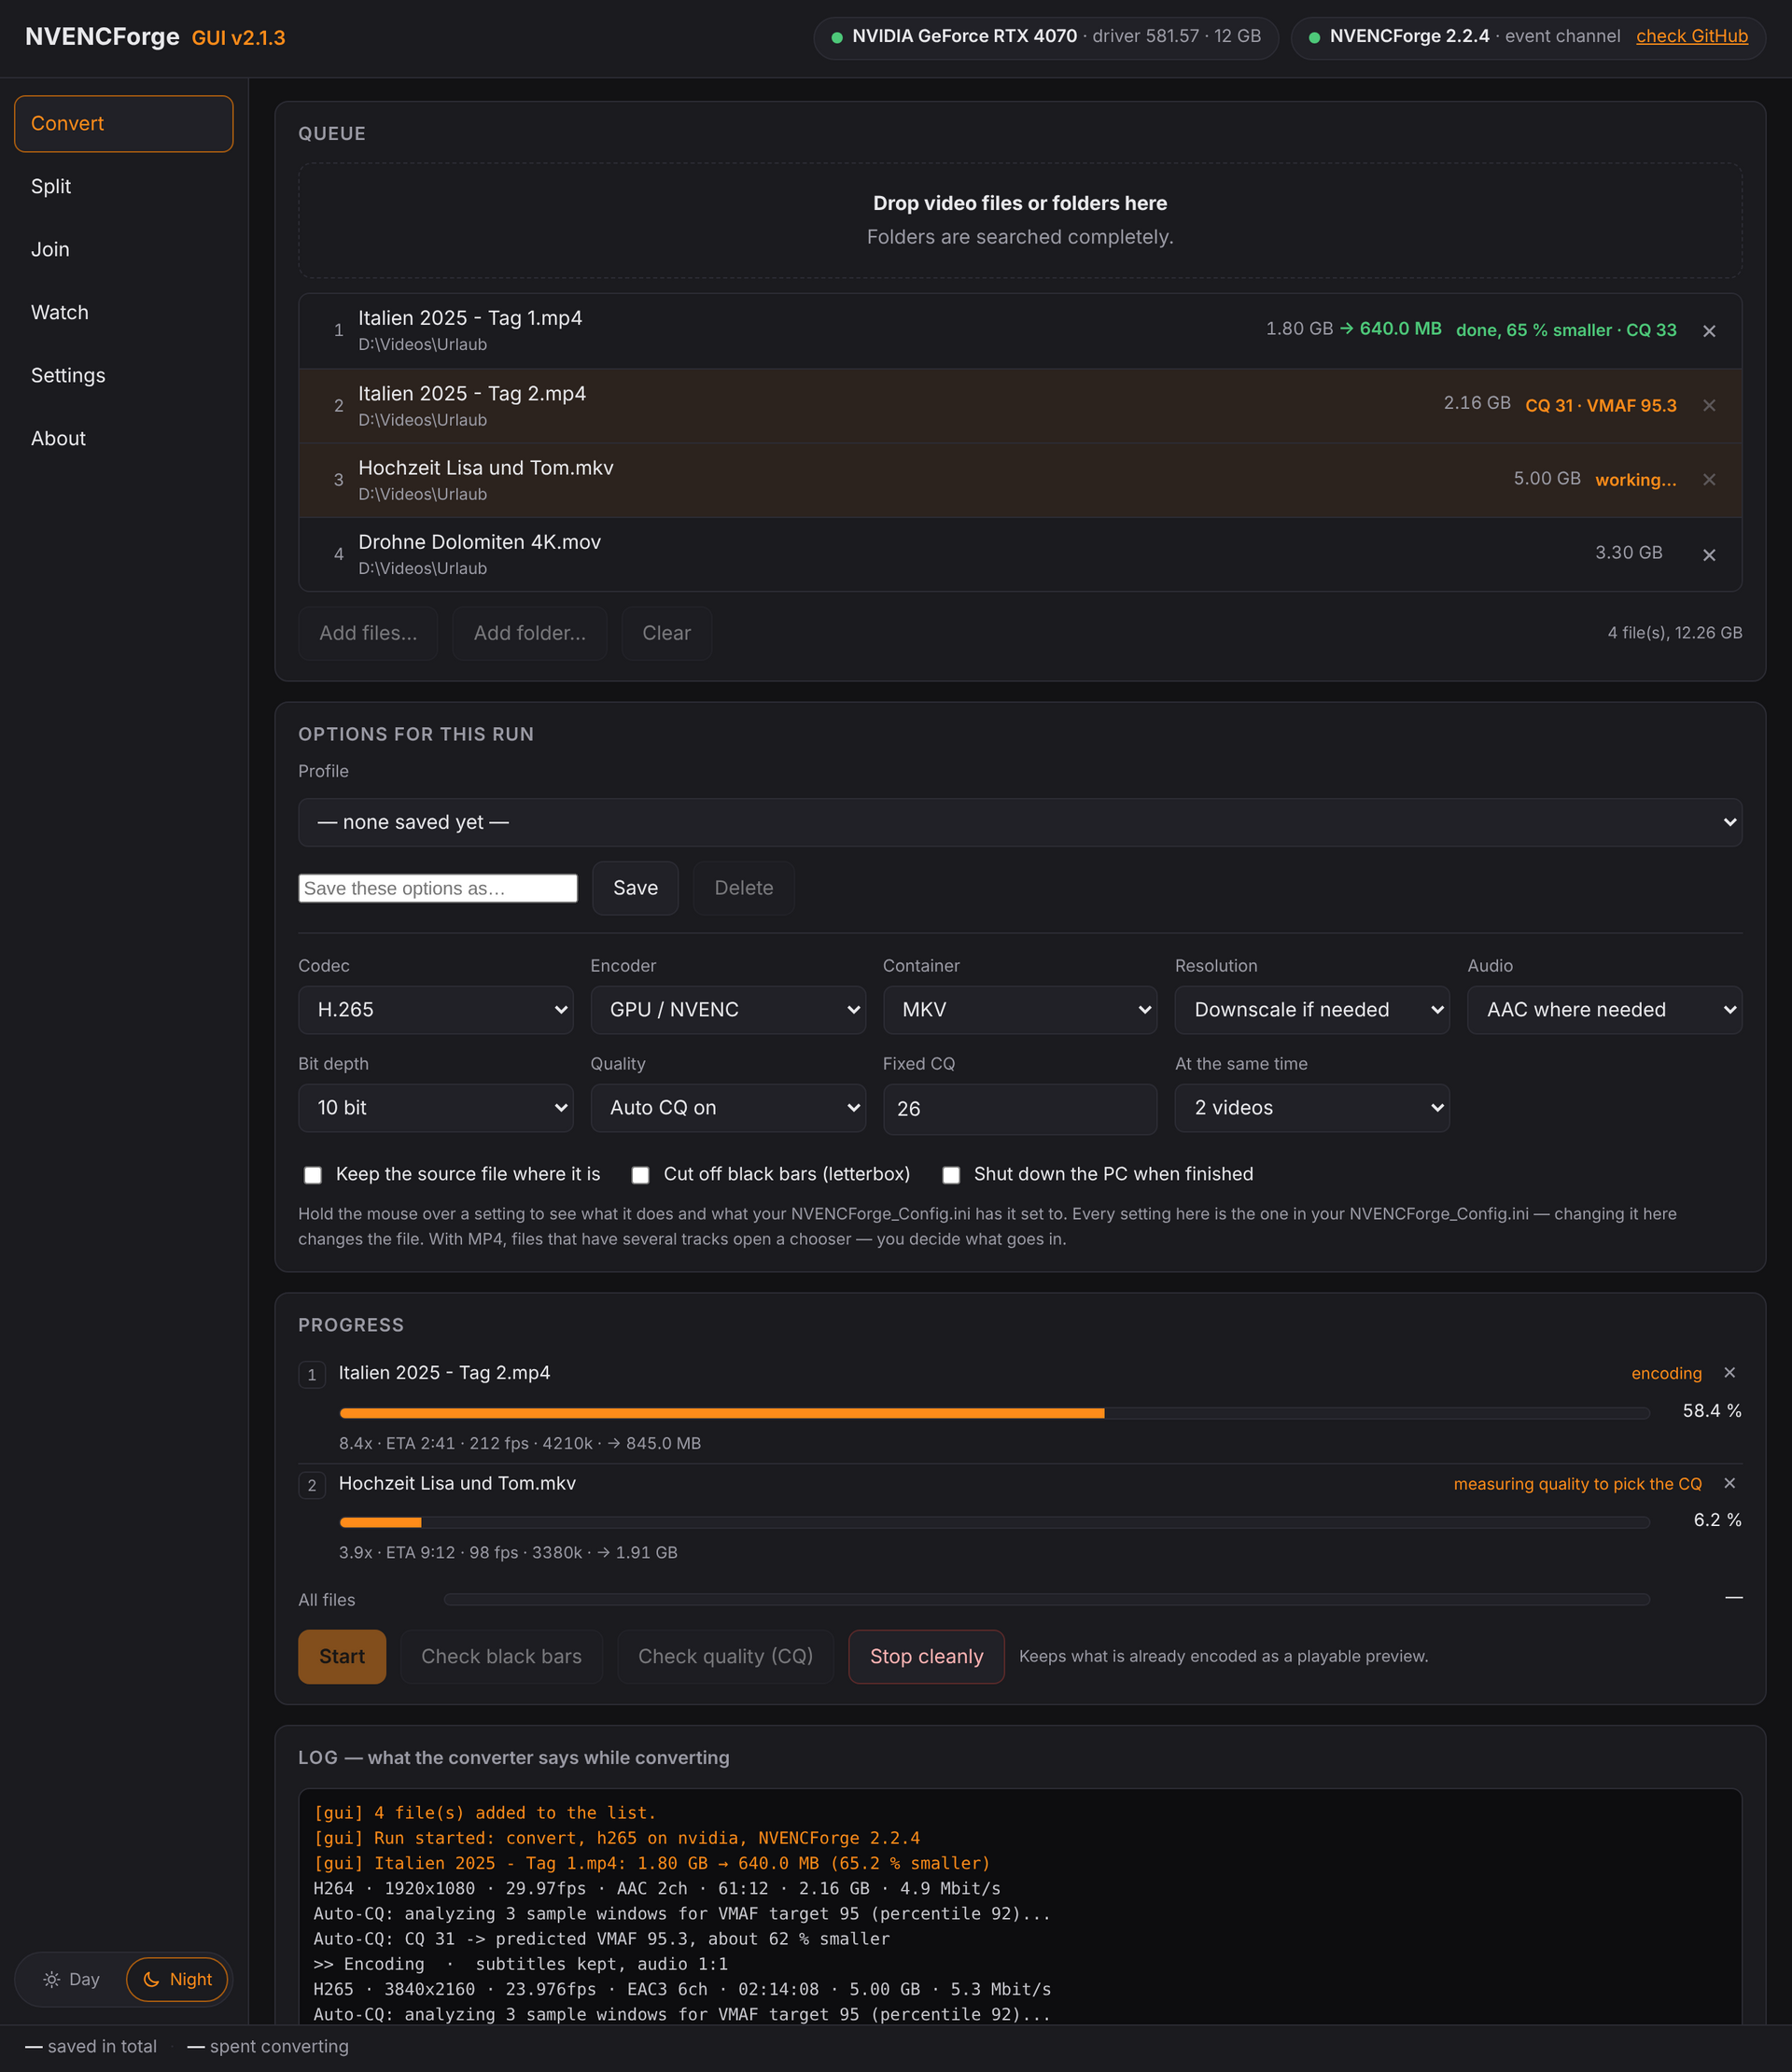 NVENCForge GUI v2.1.3
NVIDIA GeForce RTX 4070 · driver 581.57 · 12 GB
NVENCForge 2.2.4 · event channel check GitHub
Convert
Split
Join
Watch
Settings
About
QUEUE
Drop video files or folders here
Folders are searched completely.
1 Italien 2025 - Tag 1.mp4 1.80 GB → 640.0 MB done, 65 % smaller · CQ 33 ✕
D:\Videos\Urlaub
2 Italien 2025 - Tag 2.mp4 2.16 GB CQ 31 · VMAF 95.3 ✕
D:\Videos\Urlaub
3 Hochzeit Lisa und Tom.mkv 5.00 GB working… ✕
D:\Videos\Urlaub
4 Drohne Dolomiten 4K.mov 3.30 GB ✕
D:\Videos\Urlaub
Add files… Add folder… Clear 4 file(s), 12.26 GB
OPTIONS FOR THIS RUN
Profile
— none saved yet —
Save these options as… Save Delete
Codec Encoder Container Resolution Audio
H.265 GPU / NVENC MKV Downscale if needed AAC where needed
Bit depth Quality Fixed CQ At the same time
10 bit Auto CQ on 26 2 videos
Keep the source file where it is Cut off black bars (letterbox) Shut down the PC when finished
Hold the mouse over a setting to see what it does and what your NVENCForge_Config.ini has it set to. Every setting here is the one in your NVENCForge_Config.ini — changing it here
changes the file. With MP4, files that have several tracks open a chooser — you decide what goes in.
PROGRESS
1 Italien 2025 - Tag 2.mp4 encoding ✕
58.4 %
8.4x · ETA 2:41 · 212 fps · 4210k · → 845.0 MB
2 Hochzeit Lisa und Tom.mkv measuring quality to pick the CQ ✕
6.2 %
3.9x · ETA 9:12 · 98 fps · 3380k · → 1.91 GB
All files —
Start Check black bars Check quality (CQ) Stop cleanly Keeps what is already encoded as a playable preview.
LOG — what the converter says while converting
[gui] 4 file(s) added to the list.
[gui] Run started: convert, h265 on nvidia, NVENCForge 2.2.4
[gui] Italien 2025 - Tag 1.mp4: 1.80 GB → 640.0 MB (65.2 % smaller)
H264 · 1920x1080 · 29.97fps · AAC 2ch · 61:12 · 2.16 GB · 4.9 Mbit/s
Auto-CQ: analyzing 3 sample windows for VMAF target 95 (percentile 92)...
Auto-CQ: CQ 31 -> predicted VMAF 95.3, about 62 % smaller
>> Encoding · subtitles kept, audio 1:1
H265 · 3840x2160 · 23.976fps · EAC3 6ch · 02:14:08 · 5.00 GB · 5.3 Mbit/s
Auto-CQ: analyzing 3 sample windows for VMAF target 95 (percentile 92)...
Day Night
— saved in total · — spent converting